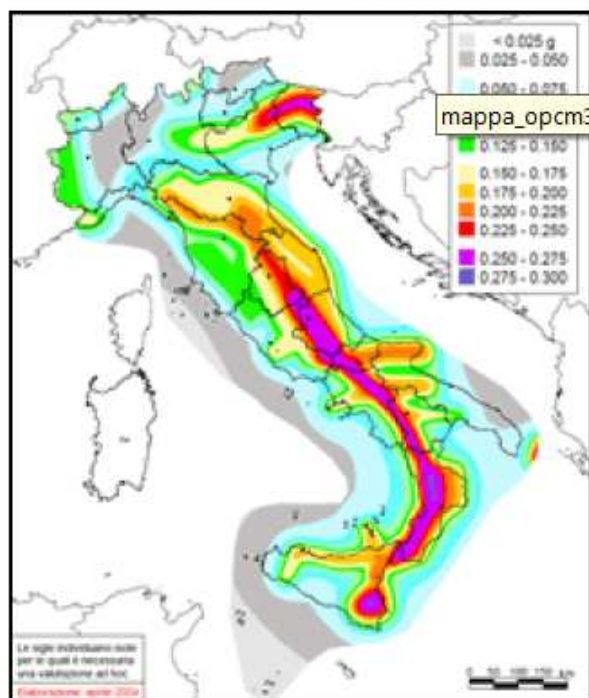 < 0.025 g
0.025 - 0.050
0.050 - 0.075
mappa_opcm3
0.125 - 0.150
0.150 - 0.175
0.175 - 0.200
0.200 - 0.225
0.225 - 0.250
0.250 - 0.275
0.275 - 0.300
Le sigle individuano isole
per le quali è necessaria
una valutazione ad hoc
Elaborazione: aprile 2004
0 50 100 150 km